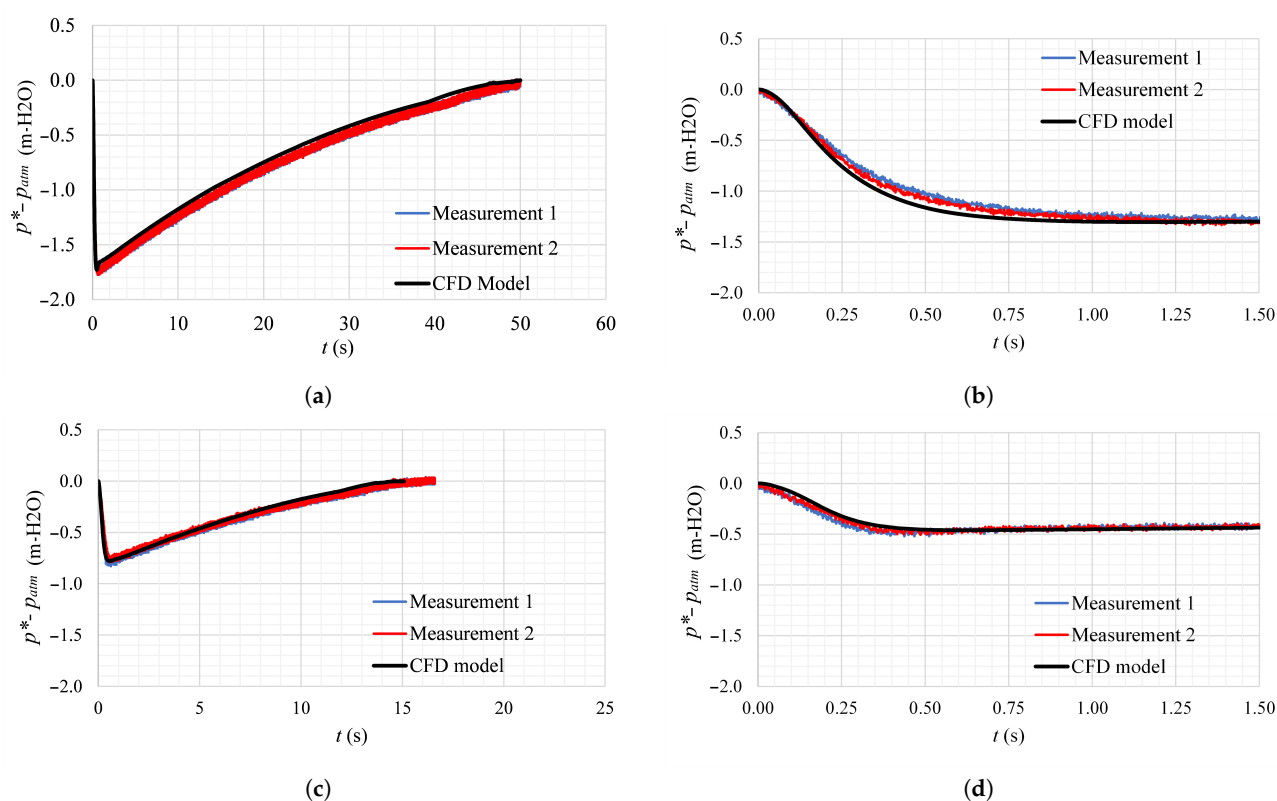 0.5
0.0
−0.5
−1.0
−1.5
−2.0
p*− patm (m·H2O)
Measurement 1
Measurement 2
CFD Model
0 10 20 30 40 50 60
t (s)
(a)
0.5
0.0
−0.5
−1.0
−1.5
−2.0
p*− patm (m·H2O)
Measurement 1
Measurement 2
CFD model
0.00 0.25 0.50 0.75 1.00 1.25 1.50
t (s)
(b)
0.5
0.0
−0.5
−1.0
−1.5
−2.0
p*- patm (m·H2O)
Measurement 1
Measurement 2
CFD model
0 5 10 15 20 25
t (s)
(c)
0.5
0.0
−0.5
−1.0
−1.5
−2.0
p*− patm (m·H2O)
Measurement 1
Measurement 2
CFD model
0.00 0.25 0.50 0.75 1.00 1.25 1.50
t (s)
(d)